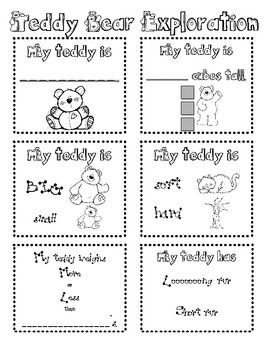 Teddy Bear Exploration
My teddy is
My teddy is
cubes tall.
My teddy is
Big
small
My teddy is
soft
hard
My teddy weighs
More
or
Less
than
's.
My teddy has
Looooooong fur
Short fur